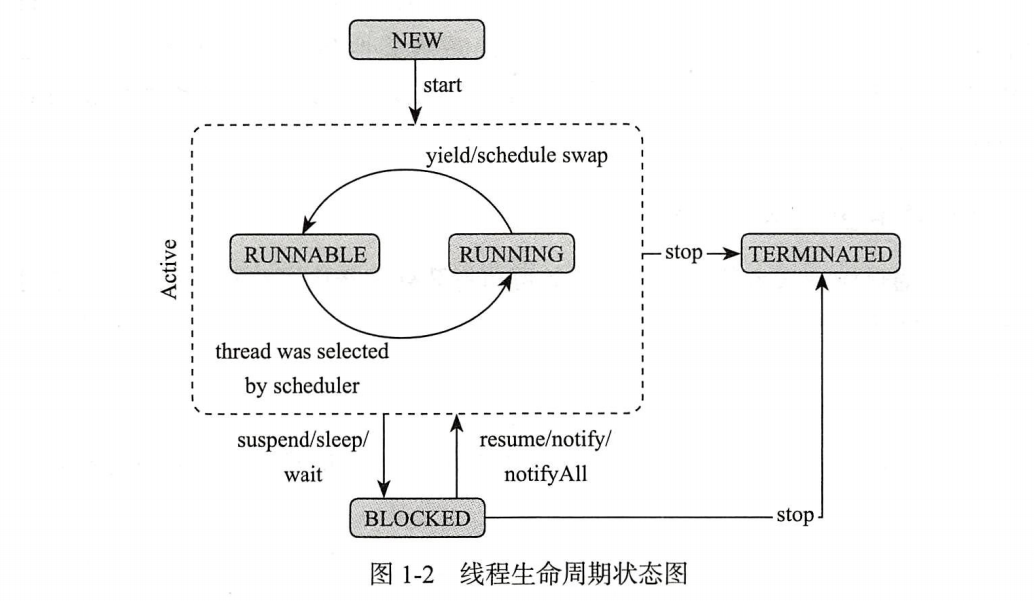 NEW
start
yield/schedule swap
Active
RUNNABLE
RUNNING
stop
TERMINATED
thread was selected
by scheduler
suspend/sleep/
wait
resume/notify/
notifyAll
BLOCKED
stop
图 1-2 线程生命周期状态图